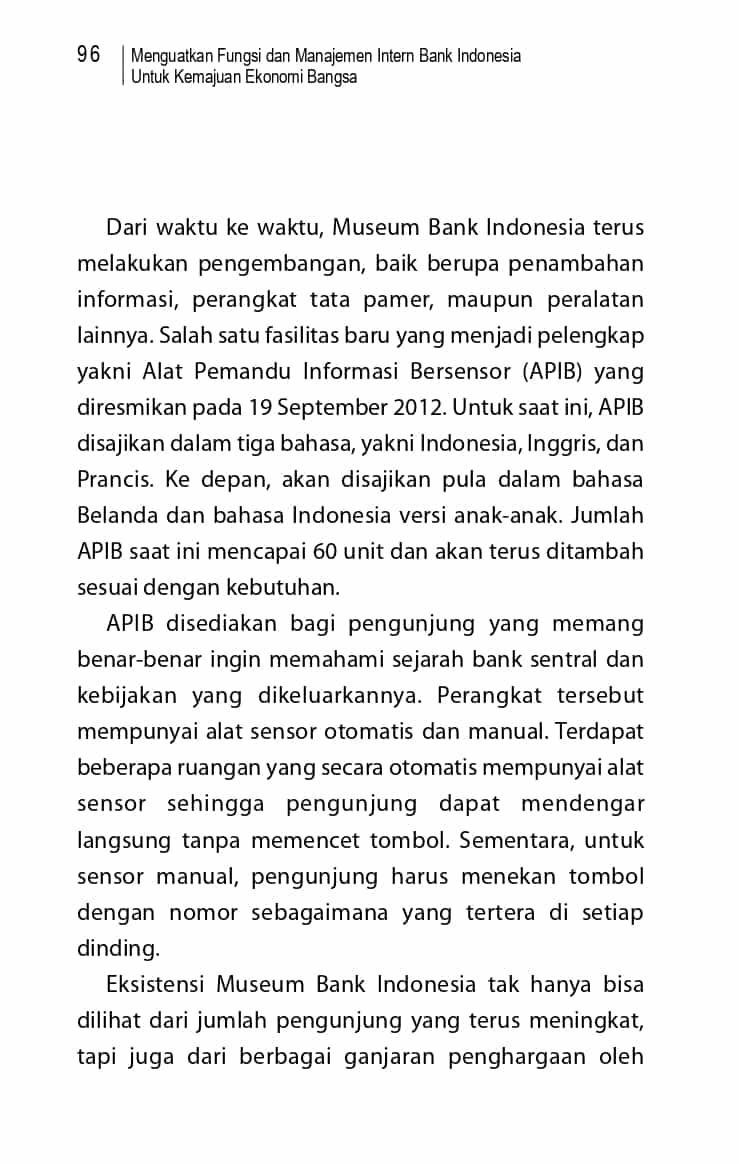 96
Menguatkan Fungsi dan Manajemen Intern Bank Indonesia
Untuk Kemajuan Ekonomi Bangsa
Dari waktu ke waktu, Museum Bank Indonesia terus
melakukan pengembangan, baik berupa penambahan
informasi, perangkat tata pamer, maupun peralatan
lainnya. Salah satu fasilitas baru yang menjadi pelengkap
yakni Alat Pemandu Informasi Bersensor (APIB) yang
diresmikan pada 19 September 2012. Untuk saat ini, APIB
disajikan dalam tiga bahasa, yakni Indonesia, Inggris, dan
Prancis. Ke depan, akan disajikan pula dalam bahasa
Belanda dan bahasa Indonesia versi anak-anak. Jumlah
APIB saat ini mencapai 60 unit dan akan terus ditambah
sesuai dengan kebutuhan.
APIB disediakan bagi pengunjung yang memang
benar-benar ingin memahami sejarah bank sentral dan
kebijakan yang dikeluarkannya. Perangkat tersebut
mempunyai alat sensor otomatis dan manual. Terdapat
beberapa ruangan yang secara otomatis mempunyai alat
sensor sehingga pengunjung dapat mendengar
langsung tanpa memencet tombol. Sementara, untuk
sensor manual, pengunjung harus menekan tombol
dengan nomor sebagaimana yang tertera di setiap
dinding.
Eksistensi Museum Bank Indonesia tak hanya bisa
dilihat dari jumlah pengunjung yang terus meningkat,
tapi juga dari berbagai ganjaran penghargaan oleh